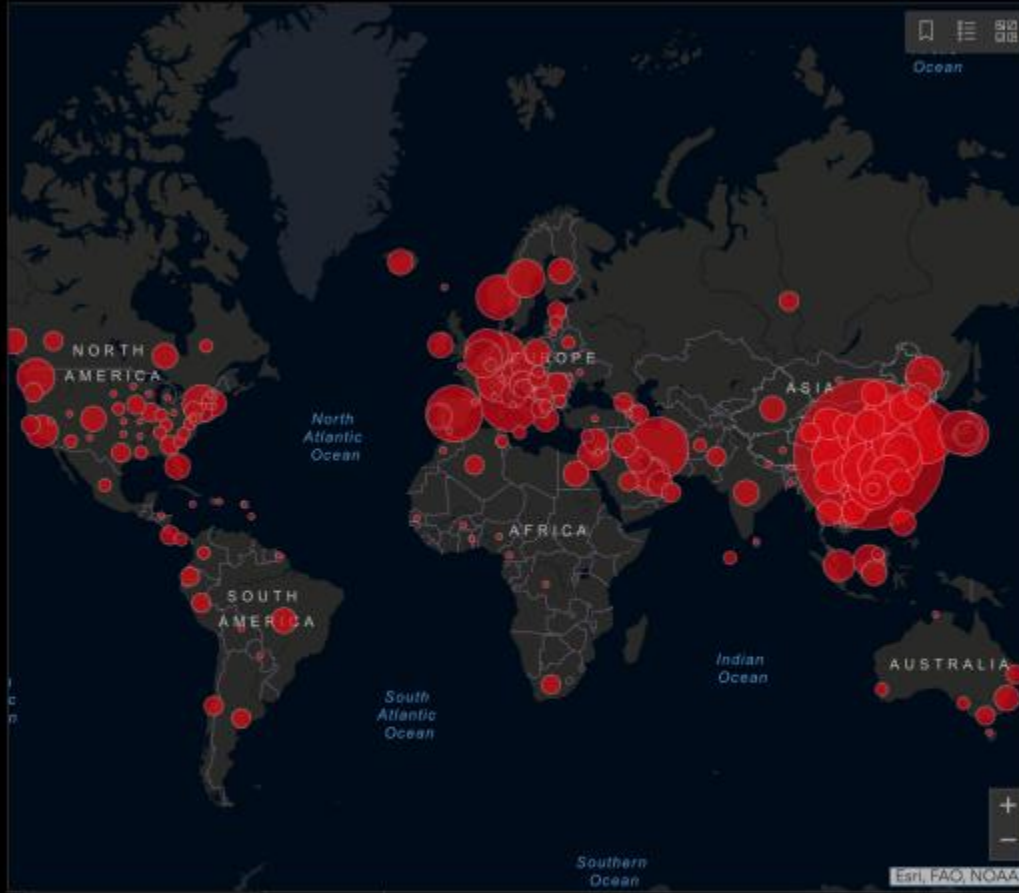 Ocean
NORTH
AMERICA
EUROPE
ASIA
North
Atlantic
Ocean
AFRICA
SOUTH
AMERICA
Indian
Ocean
AUSTRALIA
South
Atlantic
Ocean
+
−
Southern
Ocean
Esri, FAO, NOAA